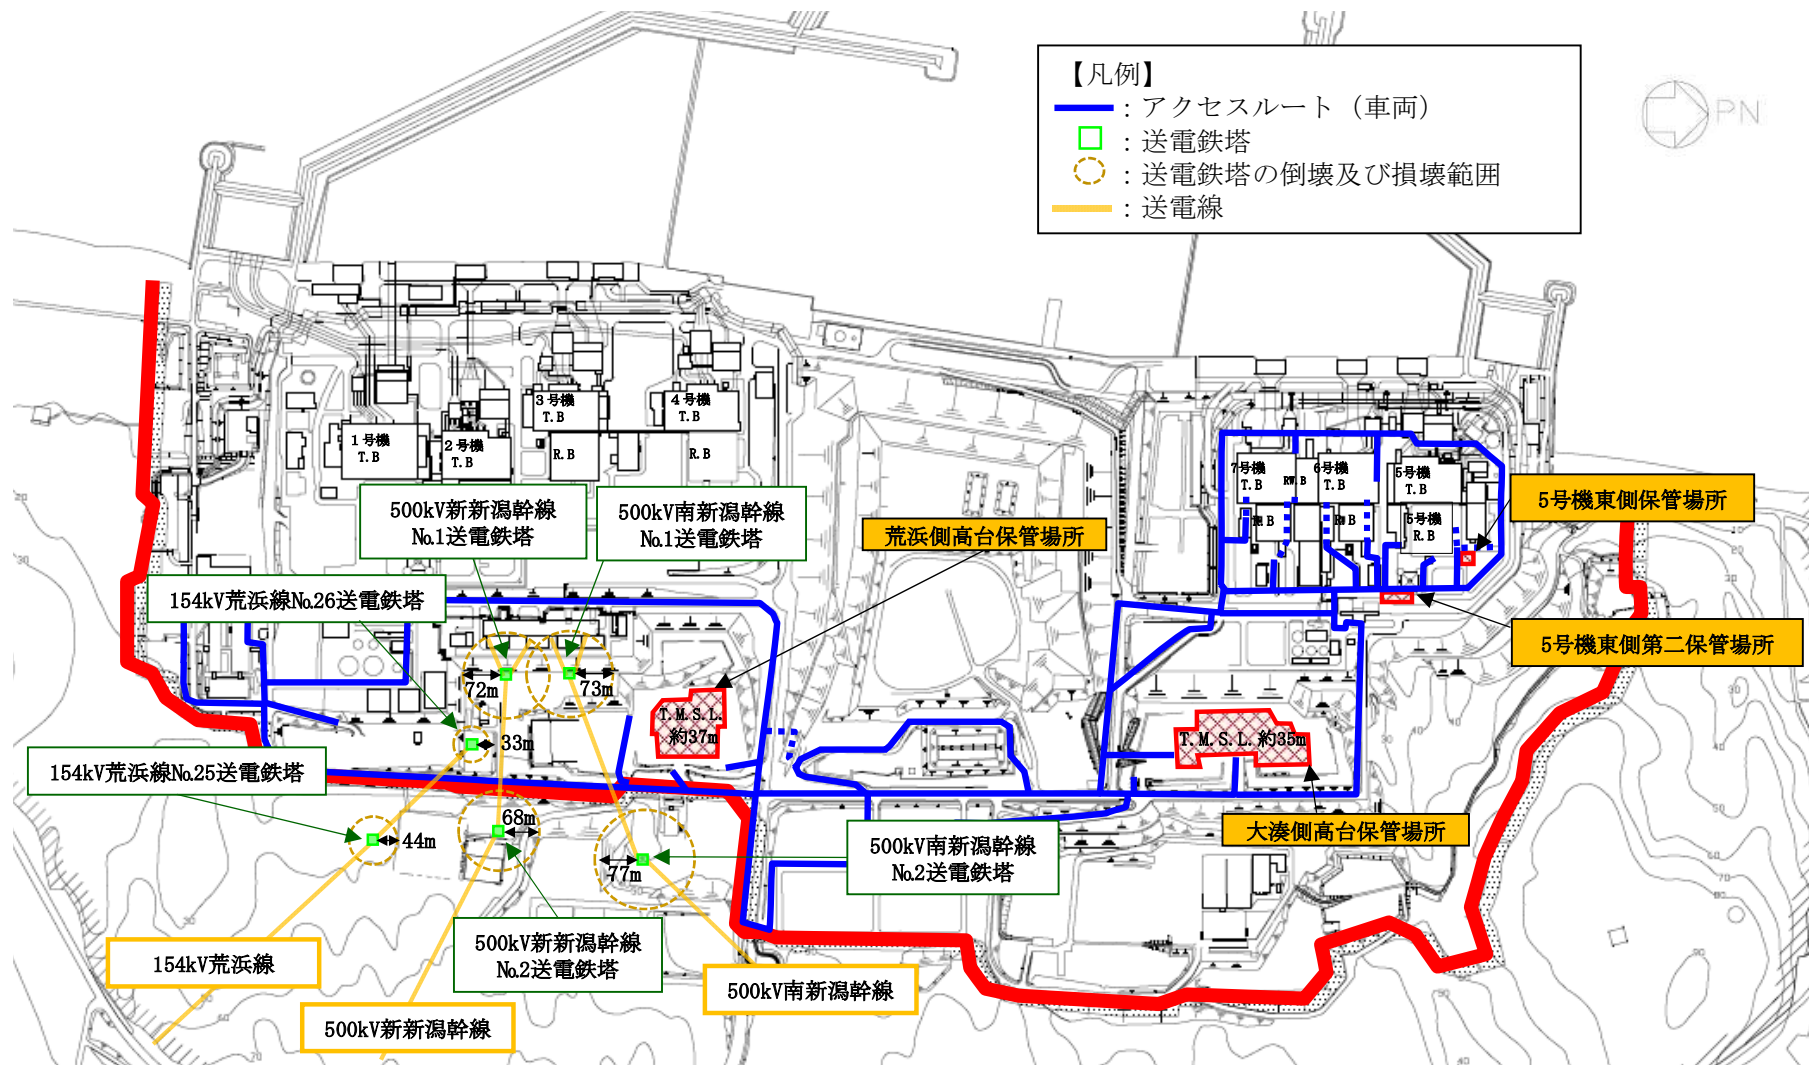 【凡例】
：アクセスルート（車両）
：送電鉄塔
：送電鉄塔の倒壊及び損壊範囲
：送電線
PN
3号機
T.B
4号機
T.B
1号機
T.B
2号機
T.B
R.B
R.B
7号機
T.B
RW.B
6号機
T.B
5号機
T.B
5号機
R.B
5号機東側保管場所
500kV新新潟幹線
No.1送電鉄塔
500kV南新潟幹線
No.1送電鉄塔
荒浜側高台保管場所
154kV荒浜線No.26送電鉄塔
5号機東側第二保管場所
72m
73m
T.M.S.L.
約37m
T.M.S.L.約35m
33m
154kV荒浜線No.25送電鉄塔
68m
44m
77m
500kV南新潟幹線
No.2送電鉄塔
大湊側高台保管場所
500kV新新潟幹線
No.2送電鉄塔
154kV荒浜線
500kV南新潟幹線
500kV新新潟幹線